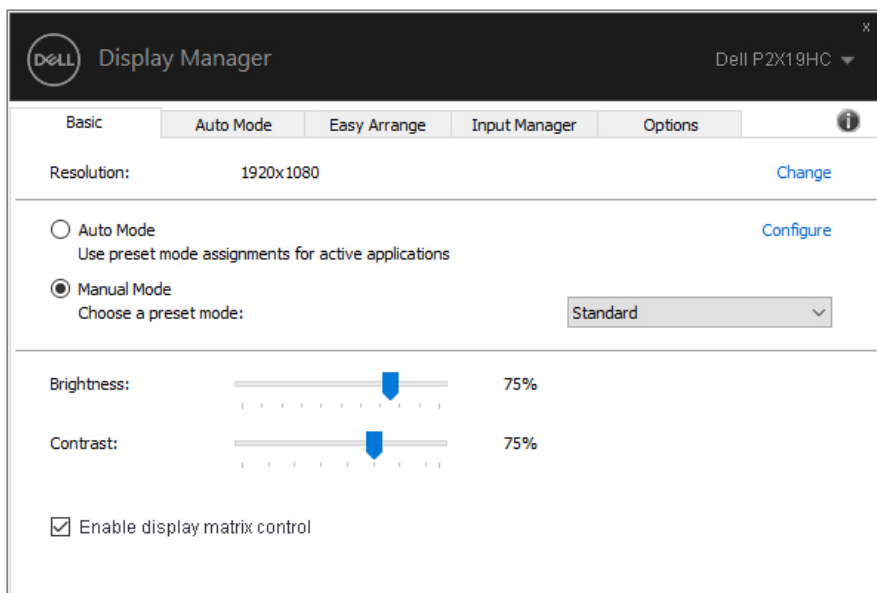 x
DELL Display Manager Dell P2X19HC
Basic Auto Mode Easy Arrange Input Manager Options i
Resolution: 1920x1080 Change
Auto Mode Configure
Use preset mode assignments for active applications
Manual Mode
Choose a preset mode: Standard
Brightness: 75%
Contrast: 75%
Enable display matrix control